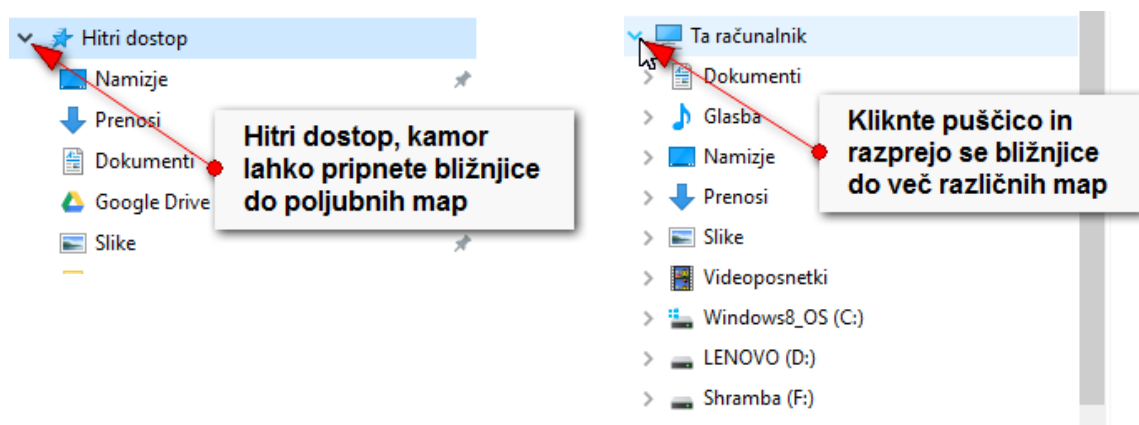 Hitri dostop
Namizje
Prenosi
Dokumenti
Google Drive
Slike
Hitri dostop, kamor
lahko pripnete bližnjice
do poljubnih map
Ta računalnik
Dokumenti
Glasba
Namizje
Prenosi
Slike
Videoposnetki
Windows8_OS (C:)
LENOVO (D:)
Shramba (F:)
Kliknte puščico in
razprejo se bližnjice
do več različnih map